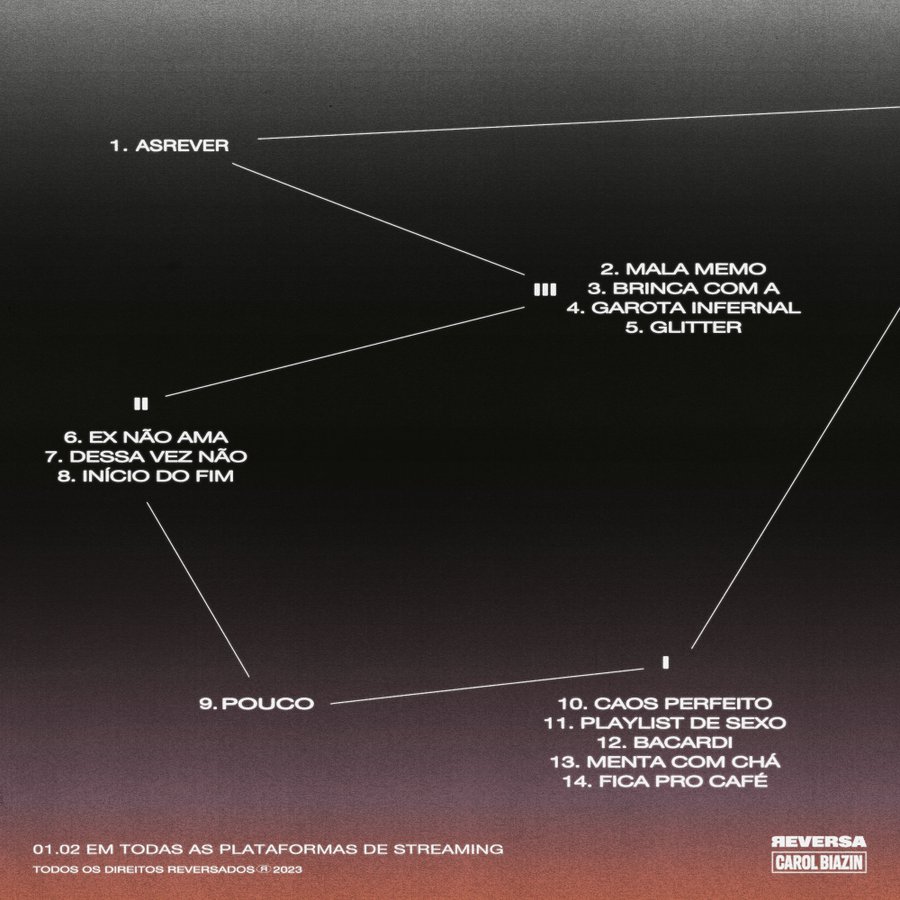 1. ASREVER
III
2. MALA MEMO
3. BRINCA COM A
4. GAROTA INFERNAL
5. GLITTER
II
6. EX NÃO AMA
7. DESSA VEZ NÃO
8. INÍCIO DO FIM
9. POUCO
I
10. CAOS PERFEITO
11. PLAYLIST DE SEXO
12. BACARDI
13. MENTA COM CHÁ
14. FICA PRO CAFÉ
01.02 EM TODAS AS PLATAFORMAS DE STREAMING
TODOS OS DIREITOS REVERSADOS Ⓡ 2023
ЯEVERSA
CAROL BIAZIN